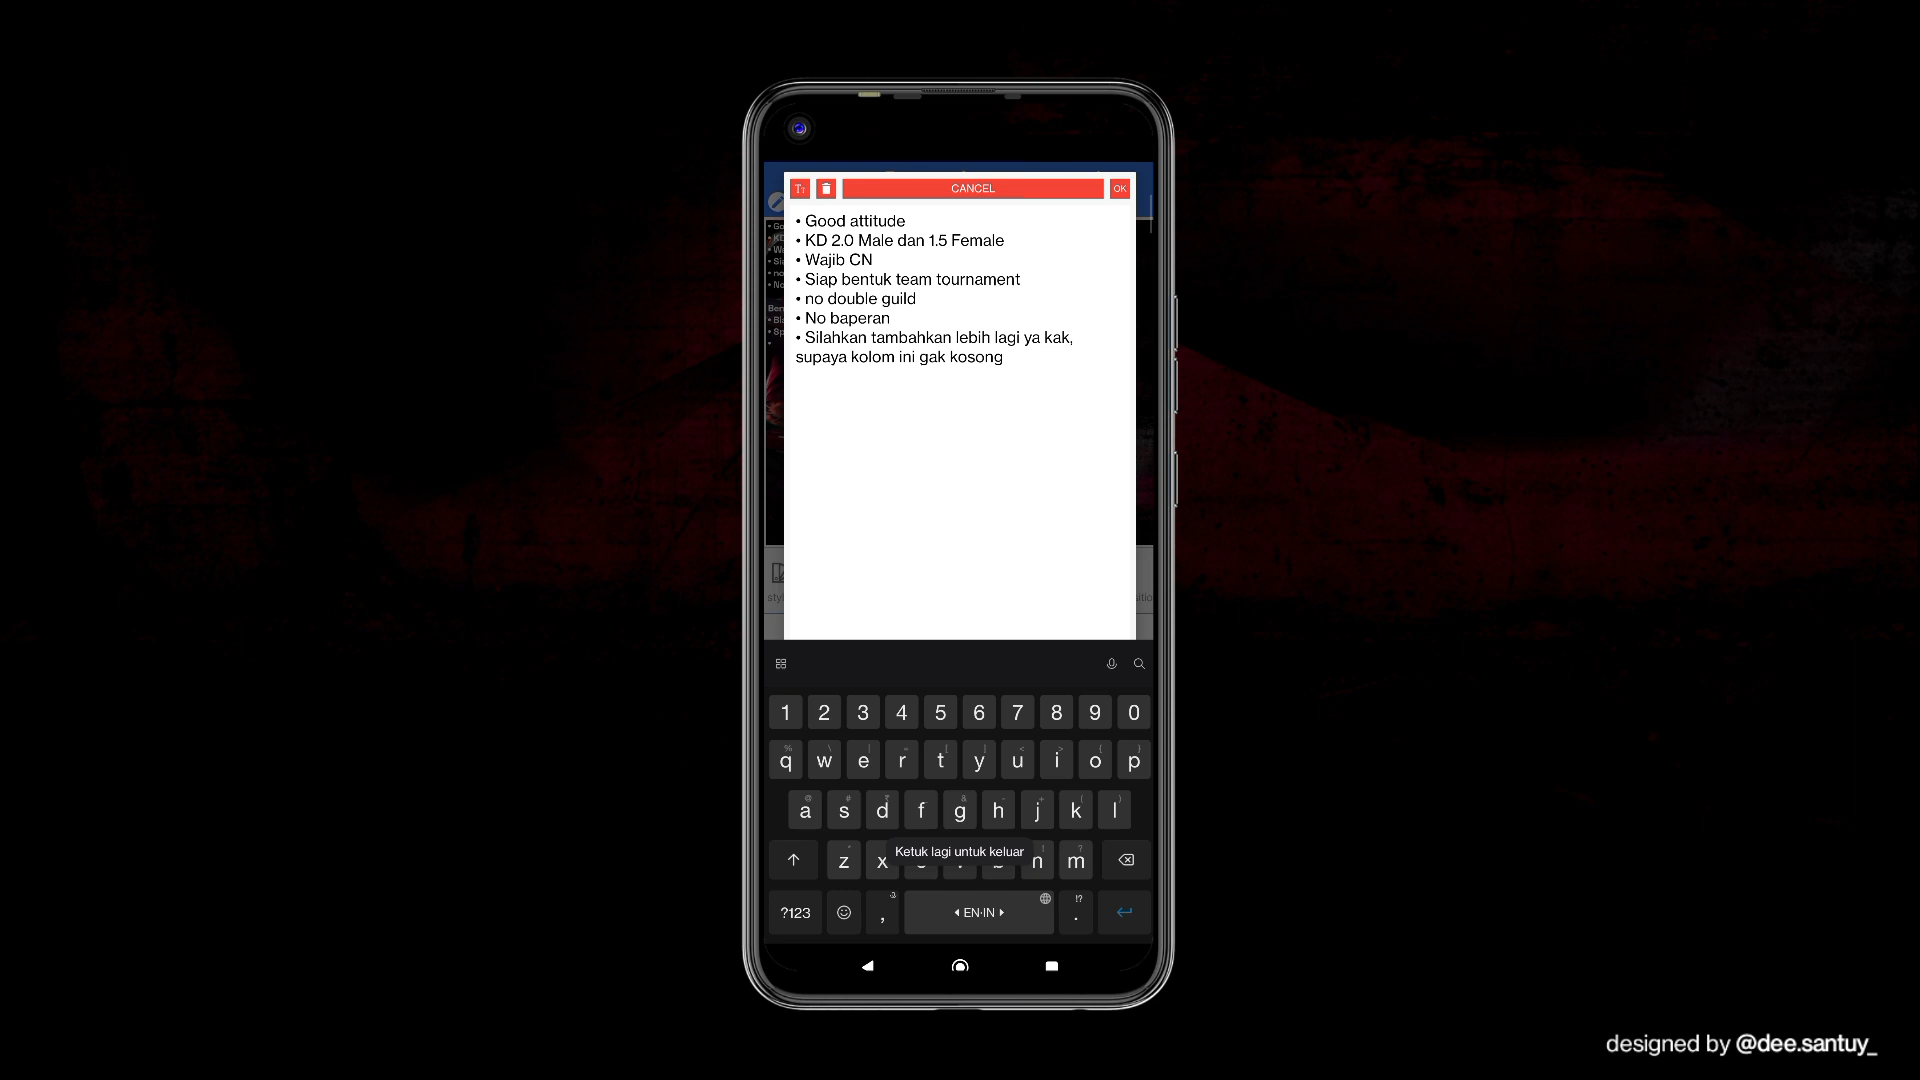 CANCEL
OK
• Good attitude
• KD 2.0 Male dan 1.5 Female
• Wajib CN
• Siap bentuk team tournament
• no double guild
• No baperan
• Silahkan tambahkan lebih lagi ya kak,
supaya kolom ini gak kosong
1 2 3 4 5 6 7 8 9 0
q w e r t y u i o p
a s d f g h j k l
z x n m
Ketuk lagi untuk keluar
?123 , EN·IN .
!?
designed by @dee.santuy_